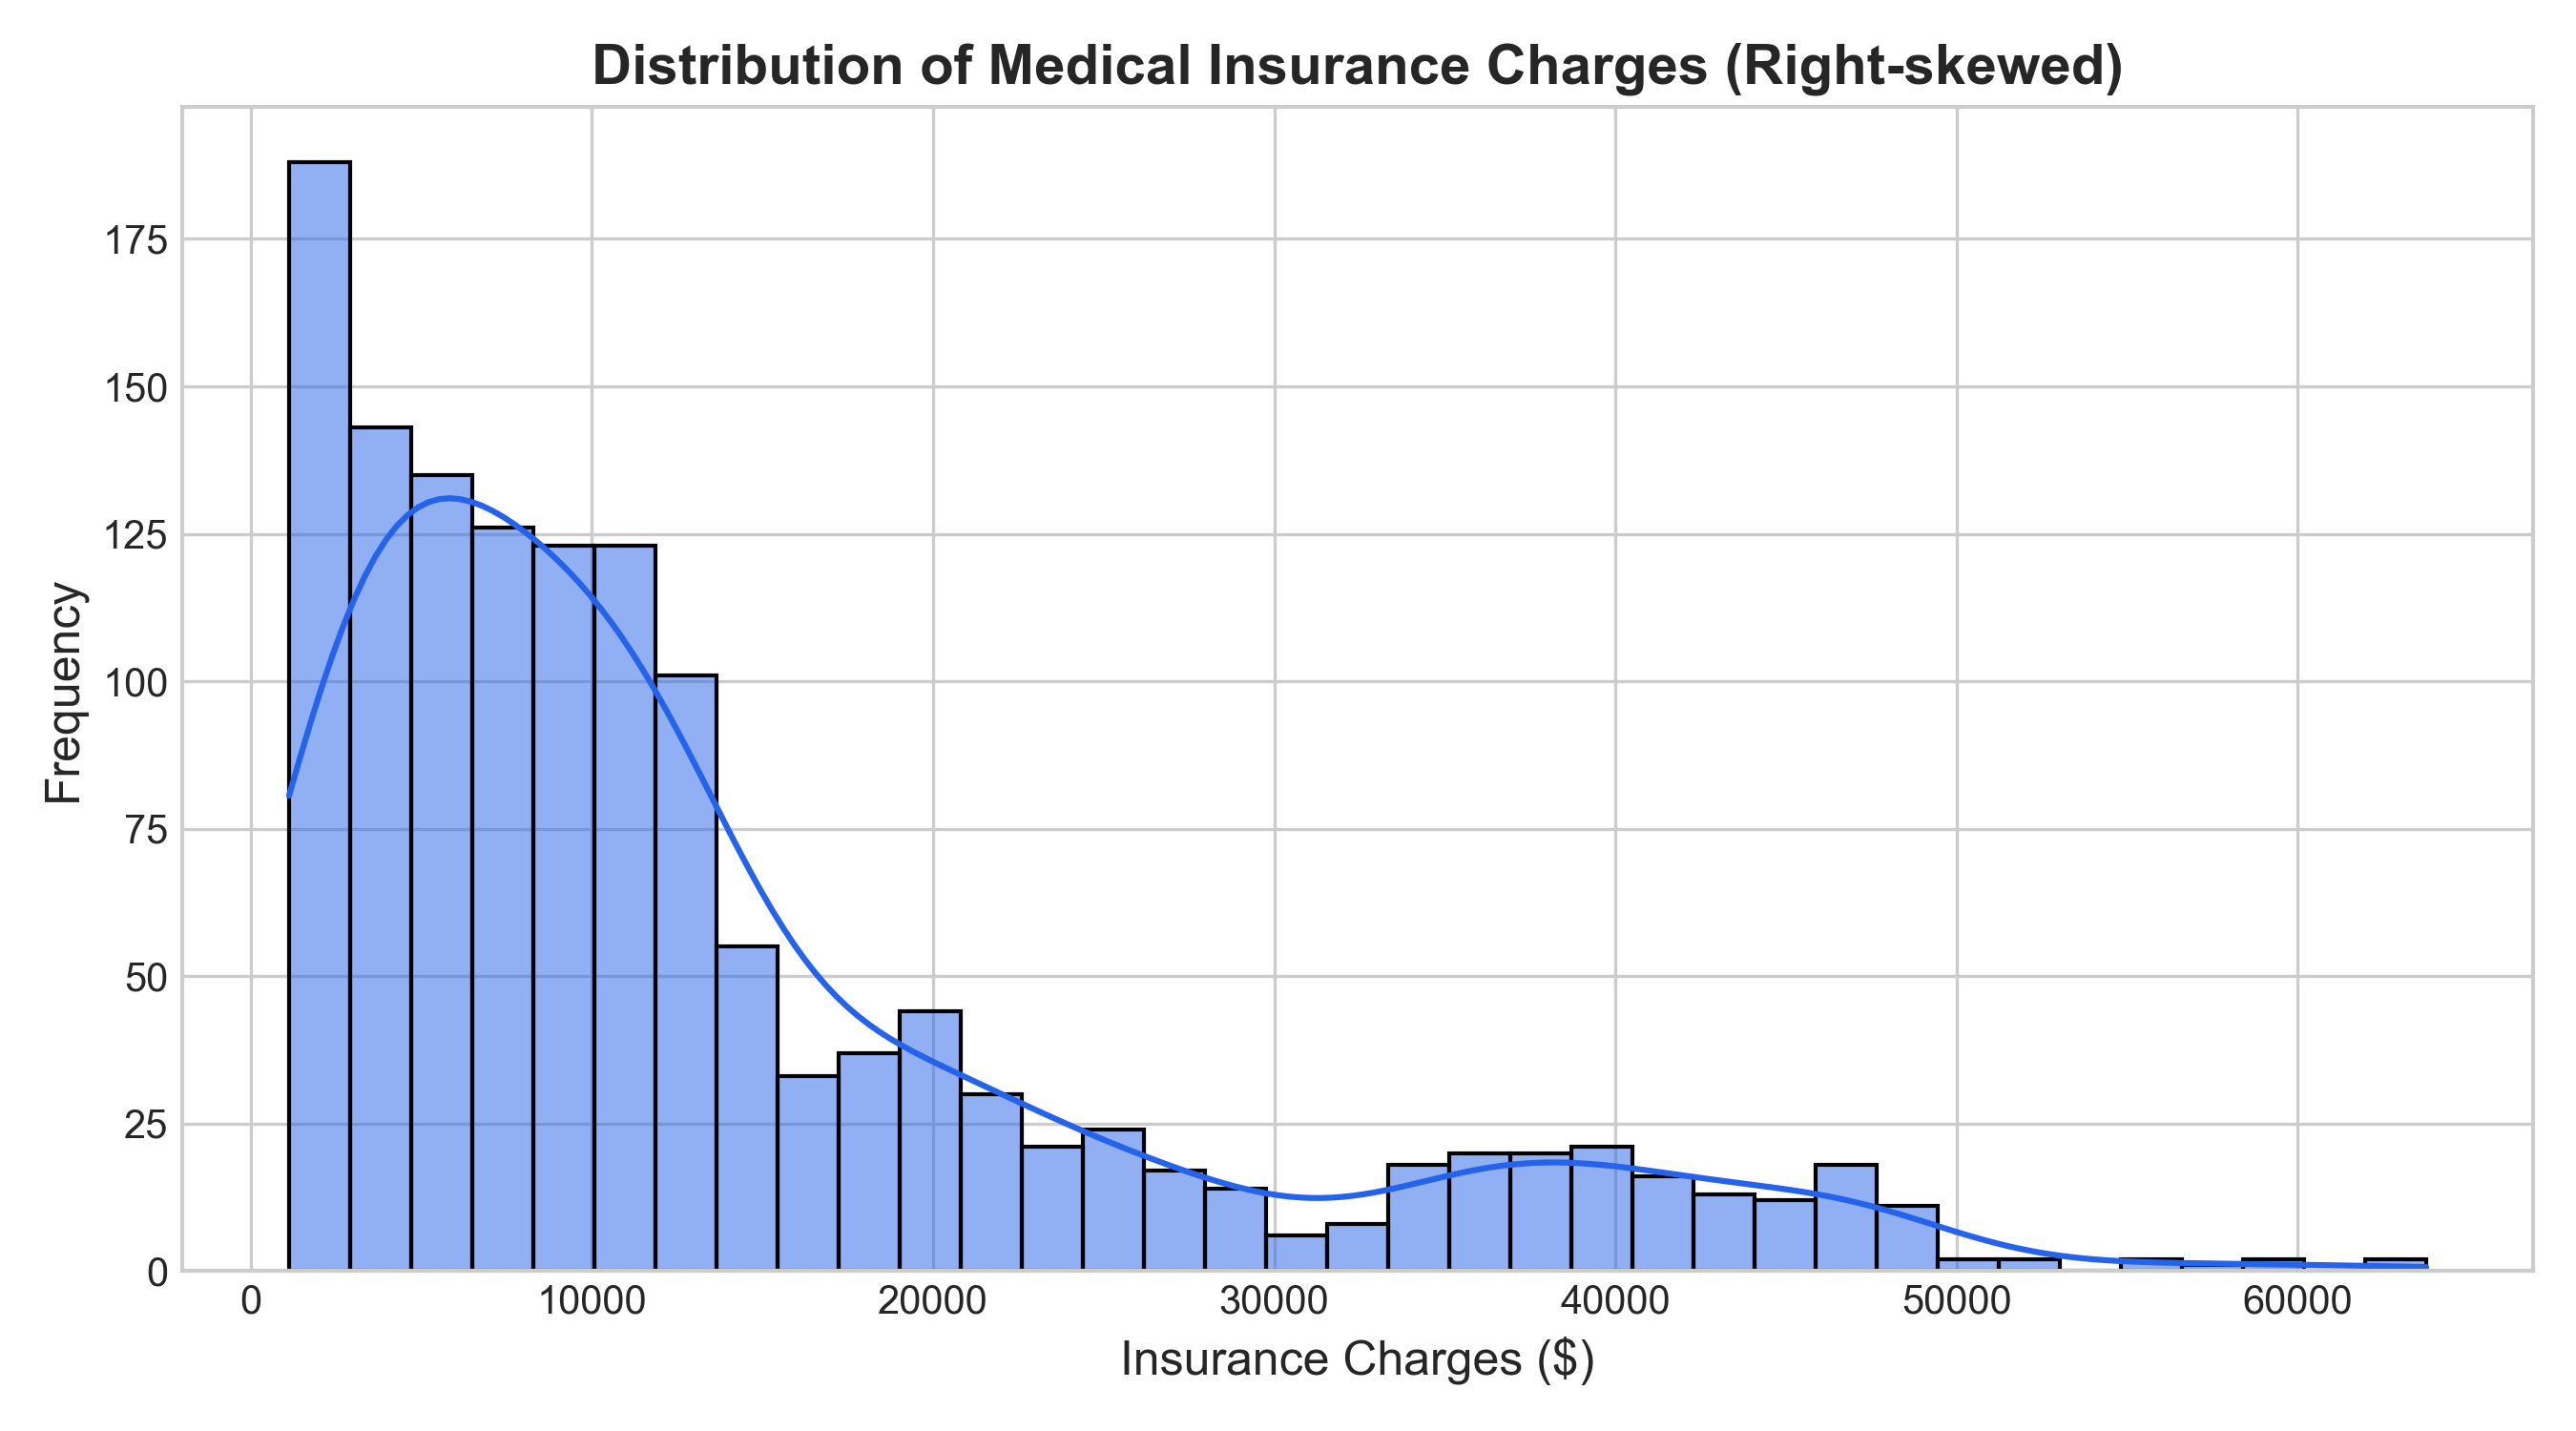 Distribution of Medical Insurance Charges (Right-skewed)
Frequency
175
150
125
100
75
50
25
0
0 10000 20000 30000 40000 50000 60000
Insurance Charges ($)